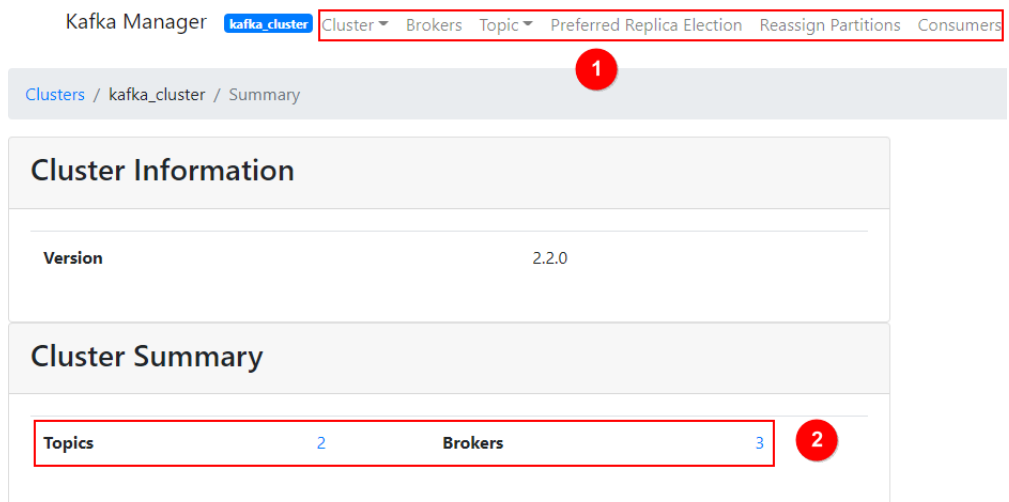 Kafka Manager kafka_cluster Cluster Brokers Topic Preferred Replica Election Reassign Partitions Consumers
1
Clusters / kafka_cluster / Summary
Cluster Information
Version 2.2.0
Cluster Summary
Topics 2 Brokers 3 2